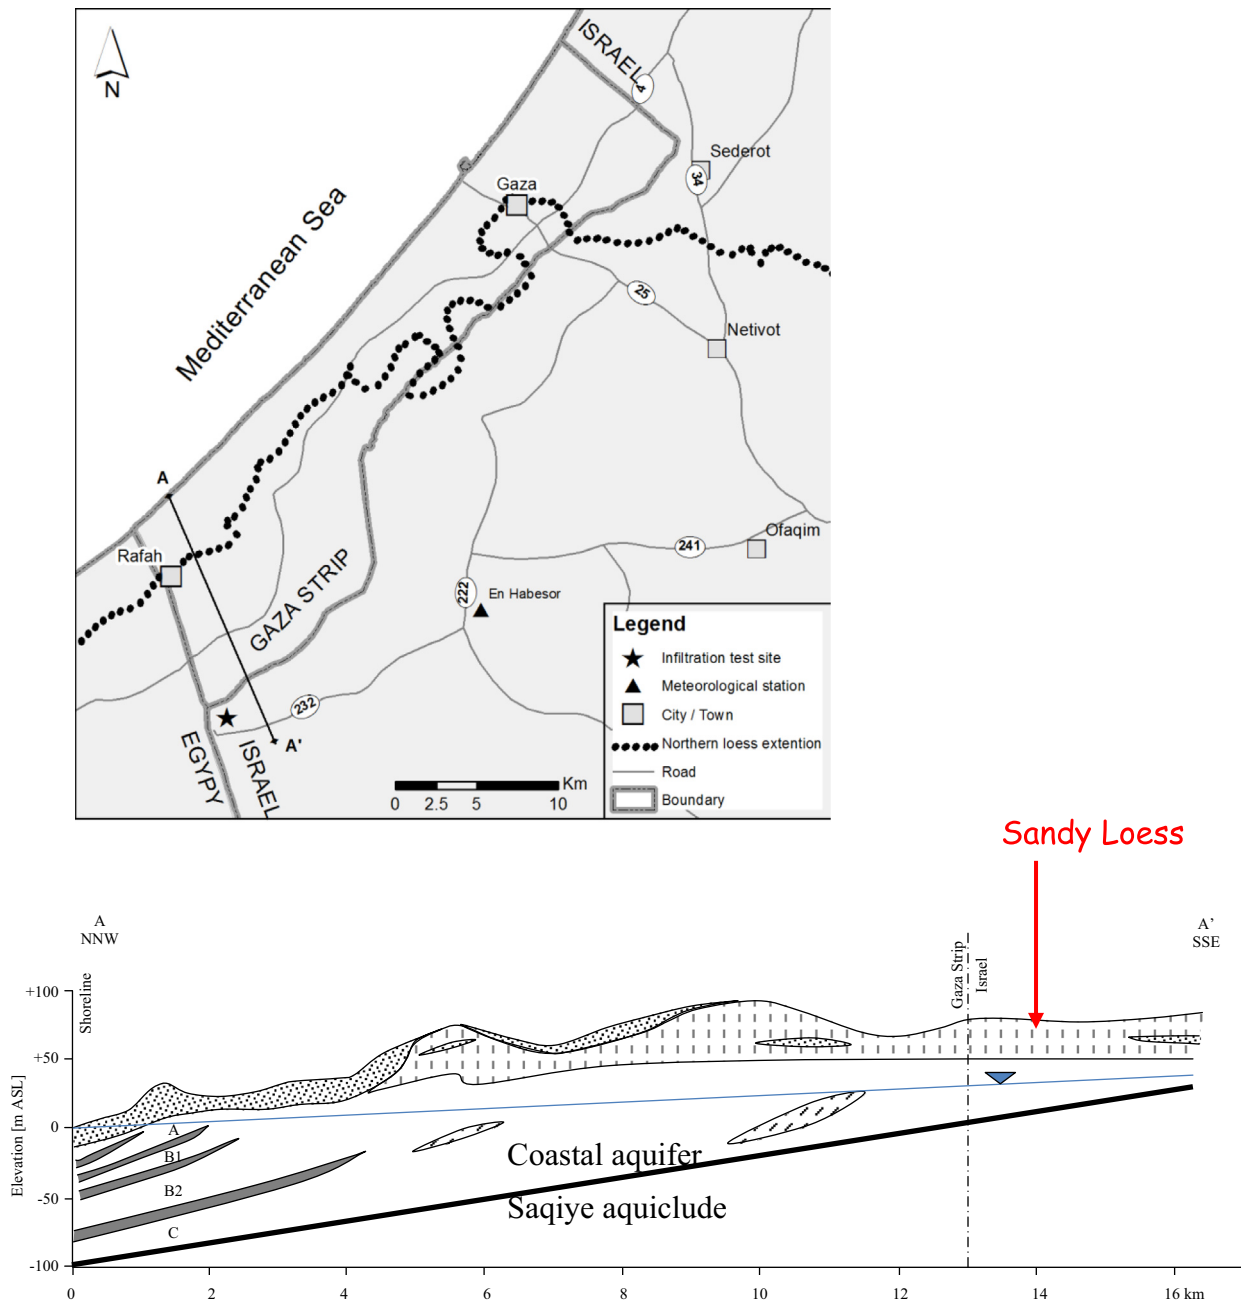 ISRAEL
4
N
Sederot
34
Gaza
Mediterranean Sea
25
Netivot
A
Ofaqim
241
Rafah
GAZA STRIP
222
En Habesor
Legend
Infiltration test site
Meteorological station
City / Town
Northern loess extention
Road
Boundary
232
A'
EGYPY
ISRAEL
Km
0 2.5 5 10
Sandy Loess
A
NNW
A'
SSE
Shoreline
Gaza Strip
Israel
Elevation [m ASL]
+100
+50
0
-50
-100
A
B1
B2
C
Coastal aquifer
Saqiye aquiclude
0 2 4 6 8 10 12 14 16 km